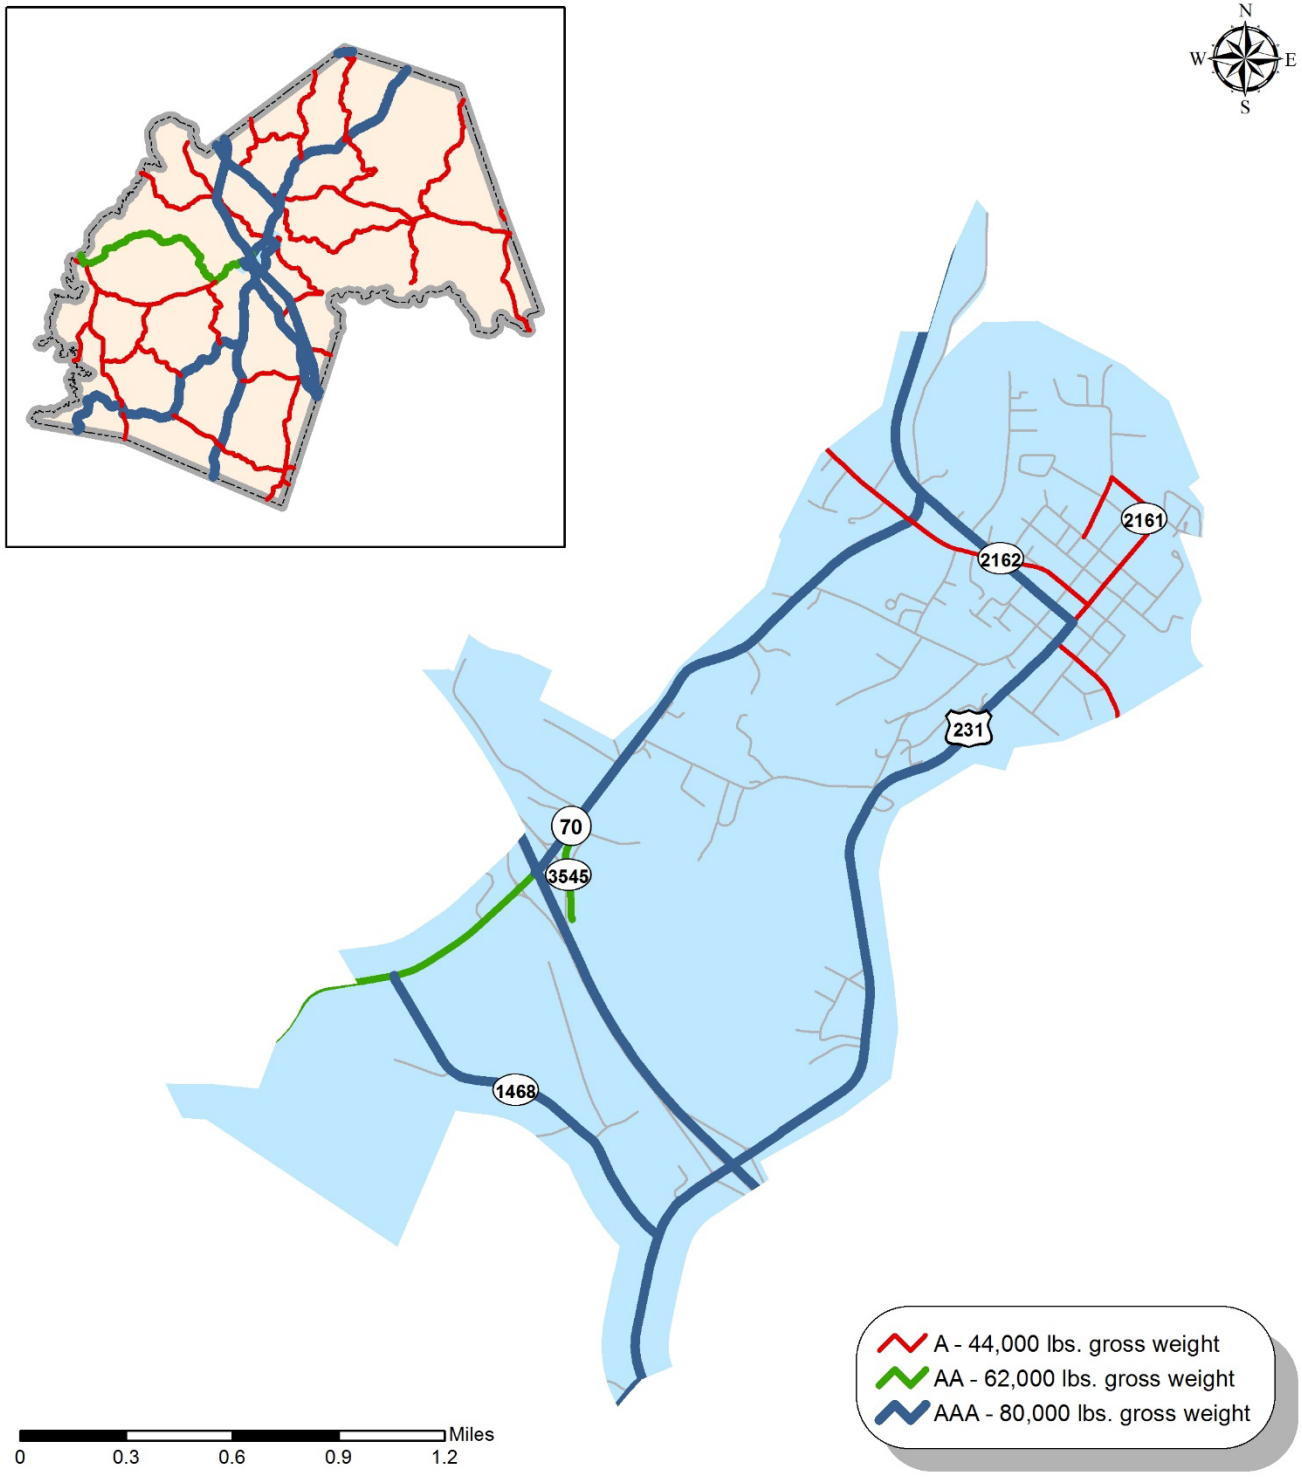 N
W E
S
2161
2162
231
70
3545
1468
A - 44,000 lbs. gross weight
AA - 62,000 lbs. gross weight
AAA - 80,000 lbs. gross weight
Miles
0 0.3 0.6 0.9 1.2